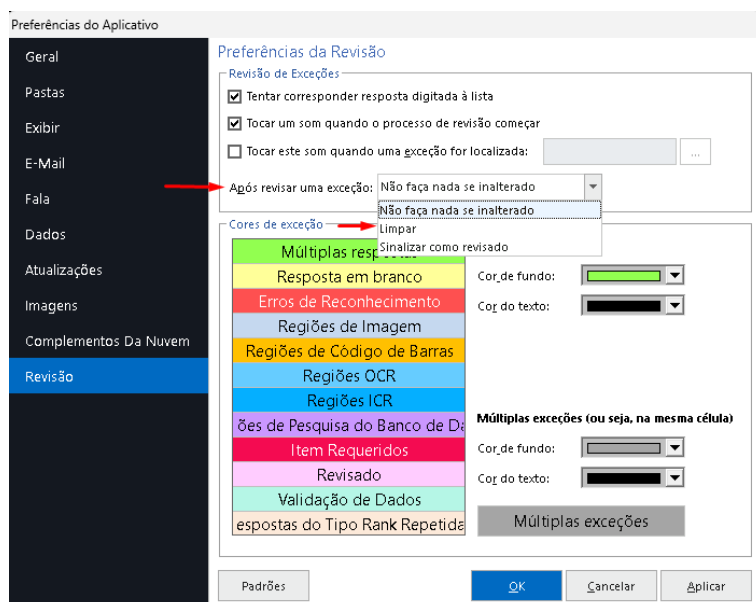 Preferências do Aplicativo
Geral
Pastas
Exibir
E-Mail
Fala
Dados
Atualizações
Imagens
Complementos Da Nuvem
Revisão
Preferências da Revisão
Revisão de Exceções
Tentar corresponder resposta digitada à lista
Tocar um som quando o processo de revisão começar
Tocar este som quando uma exceção for localizada:
...
Após revisar uma exceção:
Não faça nada se inalterado
Não faça nada se inalterado
Limpar
Sinalizar como revisado
Cores de exceção
Múltiplas resp
Resposta em branco
Erros de Reconhecimento
Regiões de Imagem
Regiões de Código de Barras
Regiões OCR
Regiões ICR
ões de Pesquisa do Banco de Da
Item Requeridos
Revisado
Validação de Dados
espostas do Tipo Rank Repetida
Cor de fundo:
Cor do texto:
Múltiplas exceções (ou seja, na mesma célula)
Cor de fundo:
Cor do texto:
Múltiplas exceções
Padrões
OK
Cancelar
Aplicar